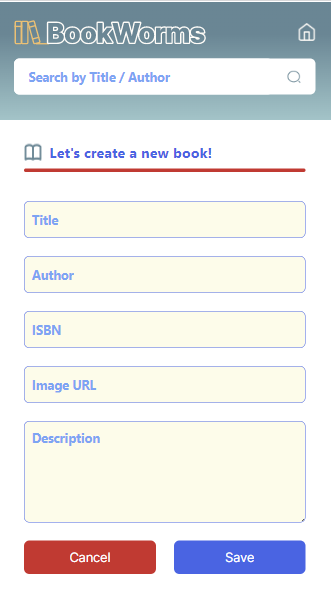 BookWorms
Search by Title / Author
Let's create a new book!
Title
Author
ISBN
Image URL
Description
Cancel Save